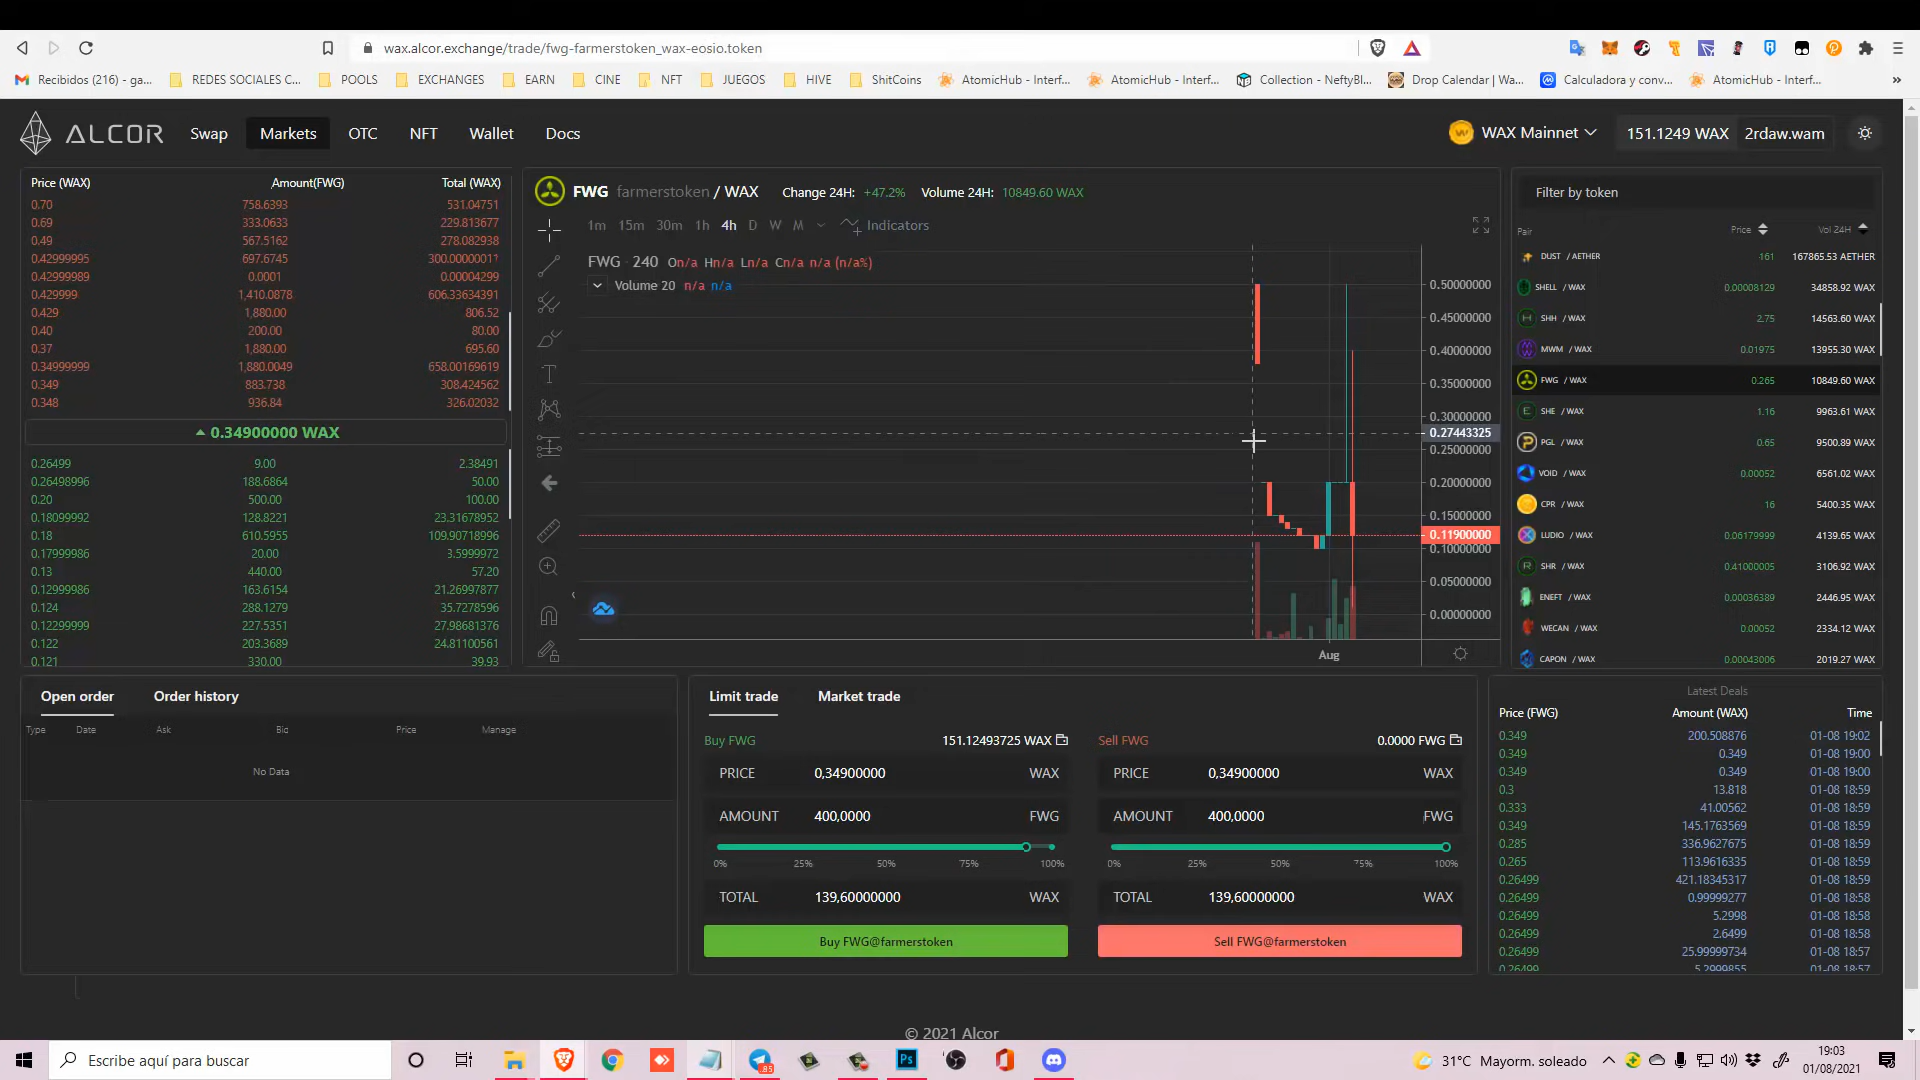 wax.alcor.exchange/trade/fwg-farmerstoken_wax-eosio.token
Recibidos (216) - ga... REDES SOCIALES C... POOLS EXCHANGES EARN CINE NFT JUEGOS HIVE ShitCoins AtomicHub - Interf... AtomicHub - Interf... Collection - NeftyBl... Drop Calendar | Wa... Calculadora y conv... AtomicHub - Interf... »
ALCOR Swap Markets OTC NFT Wallet Docs WAX Mainnet 151.1249 WAX 2rdaw.wam
Price (WAX) Amount(FWG) Total (WAX)
0.70 758.6393 531.04751
0.69 333.0633 229.813677
0.49 567.5162 278.082938
0.42999995 697.6745 300.00000011
0.42999989 0.0001 0.00004299
0.429999 1,410.0878 606.33634391
0.429 1,880.00 806.52
0.40 200.00 80.00
0.37 1,880.00 695.60
0.34999999 1,880.0049 658.00169619
0.349 883.738 308.424562
0.348 936.84 326.02032
0.34900000 WAX
0.26499 9.00 2.38491
0.26498996 188.6864 50.00
0.20 500.00 100.00
0.18099992 128.8221 23.31678952
0.18 610.5955 109.90718996
0.17999986 20.00 3.5999972
0.13 440.00 57.20
0.12999986 163.6154 21.26997877
0.124 288.1279 35.7278596
0.12299999 227.5351 27.98681376
0.122 203.3689 24.81100561
0.121 330.00 39.93
FWG farmerstoken / WAX Change 24H: +47.2% Volume 24H: 10849.60 WAX
1m 15m 30m 1h 4h D W M Indicators
FWG · 240 On/a Hn/a Ln/a Cn/a n/a (n/a%)
Volume 20 n/a n/a
0.50000000
0.45000000
0.40000000
0.35000000
0.30000000
0.27443325
0.25000000
0.20000000
0.15000000
0.11900000
0.10000000
0.05000000
0.00000000
Aug
Filter by token
Pair Price Vol 24H
DUST / AETHER 161 167865.53 AETHER
SHELL / WAX 0.00008129 34858.92 WAX
SHH / WAX 2.75 14563.60 WAX
MWM / WAX 0.01975 13955.30 WAX
FWG / WAX 0.265 10849.60 WAX
SHE / WAX 1.16 9963.61 WAX
PGL / WAX 0.65 9500.89 WAX
VOID / WAX 0.00052 6561.02 WAX
CPR / WAX 16 5400.35 WAX
LUDIO / WAX 0.06179999 4139.65 WAX
SHR / WAX 0.41000005 3106.92 WAX
ENEFT / WAX 0.00036389 2446.95 WAX
WECAN / WAX 0.00052 2334.12 WAX
CAPON / WAX 0.00043006 2019.27 WAX
Open order Order history
Type Date Ask Bid Price Manage
No Data
Limit trade Market trade
Buy FWG 151.12493725 WAX
PRICE 0,34900000 WAX
AMOUNT 400,0000 FWG
0% 25% 50% 75% 100%
TOTAL 139,60000000 WAX
Buy FWG@farmerstoken
Sell FWG 0.0000 FWG
PRICE 0,34900000 WAX
AMOUNT 400,0000 FWG
0% 25% 50% 75% 100%
TOTAL 139,60000000 WAX
Sell FWG@farmerstoken
Latest Deals
Price (FWG) Amount (WAX) Time
0.349 200.508876 01-08 19:02
0.349 0.349 01-08 19:00
0.349 0.349 01-08 19:00
0.3 13.818 01-08 18:59
0.333 41.00562 01-08 18:59
0.349 145.1763569 01-08 18:59
0.285 336.9627675 01-08 18:59
0.265 113.9616335 01-08 18:59
0.26499 421.18345317 01-08 18:59
0.26499 0.99999277 01-08 18:58
0.26499 5.2998 01-08 18:58
0.26499 2.6499 01-08 18:58
0.26499 25.99999734 01-08 18:57
0.26499 5.2999855 01-08 18:57
© 2021 Alcor
Escribe aquí para buscar
85
Ps
31°C Mayorm. soleado
19:03
01/08/2021